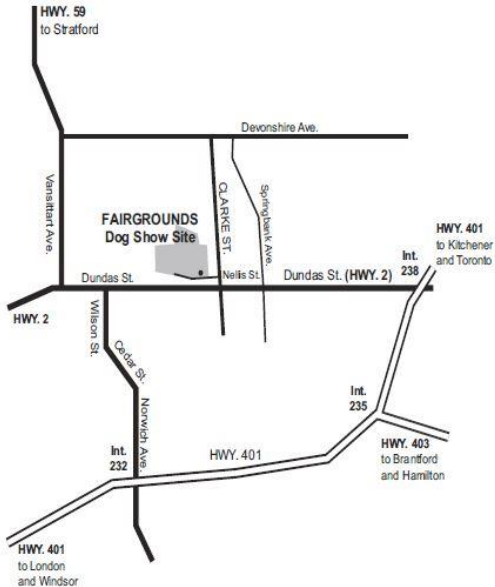 HWY. 59
to Stratford
Devonshire Ave.
Vansittart Ave.
CLARKE ST.
Springbank Ave.
FAIRGROUNDS
Dog Show Site
HWY. 401
to Kitchener
and Toronto
Int.
238
Nellis St.
Dundas St.
Dundas St. (HWY. 2)
HWY. 2
Wilson St.
Cedar St.
Norwich Ave.
Int.
235
HWY. 403
to Brantford
and Hamilton
Int.
232
HWY. 401
HWY. 401
to London
and Windsor